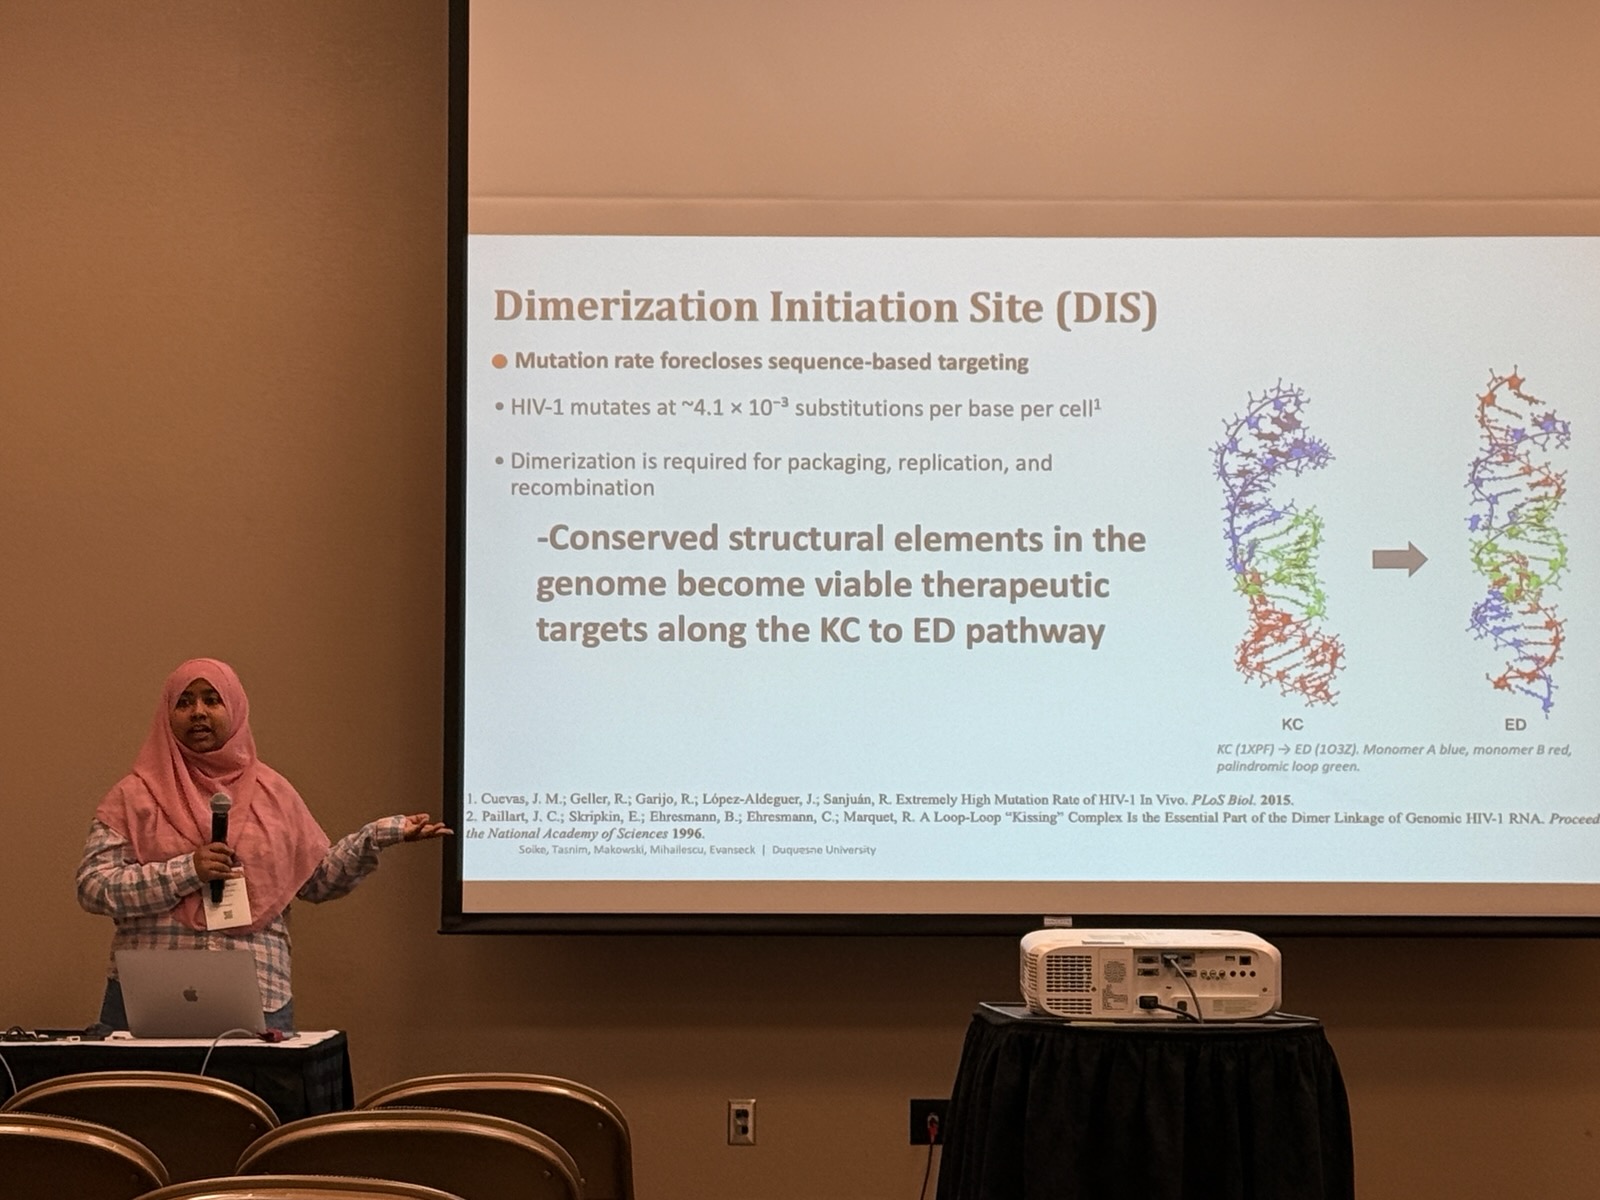 Dimerization Initiation Site (DIS)
● Mutation rate forecloses sequence-based targeting
• HIV-1 mutates at ~4.1 × 10⁻³ substitutions per base per cell¹
• Dimerization is required for packaging, replication, and
recombination
-Conserved structural elements in the
genome become viable therapeutic
targets along the KC to ED pathway
KC
ED
KC (1XPF) → ED (1O3Z). Monomer A blue, monomer B red,
palindromic loop green.
1. Cuevas, J. M.; Geller, R.; Garijo, R.; López-Aldeguer, J.; Sanjuán, R. Extremely High Mutation Rate of HIV-1 In Vivo. PLoS Biol. 2015.
2. Paillart, J. C.; Skripkin, E.; Ehresmann, B.; Ehresmann, C.; Marquet, R. A Loop-Loop “Kissing” Complex Is the Essential Part of the Dimer Linkage of Genomic HIV-1 RNA. Proceed
the National Academy of Sciences 1996.
Soike, Tasnim, Makowski, Mihailescu, Evanseck | Duquesne University